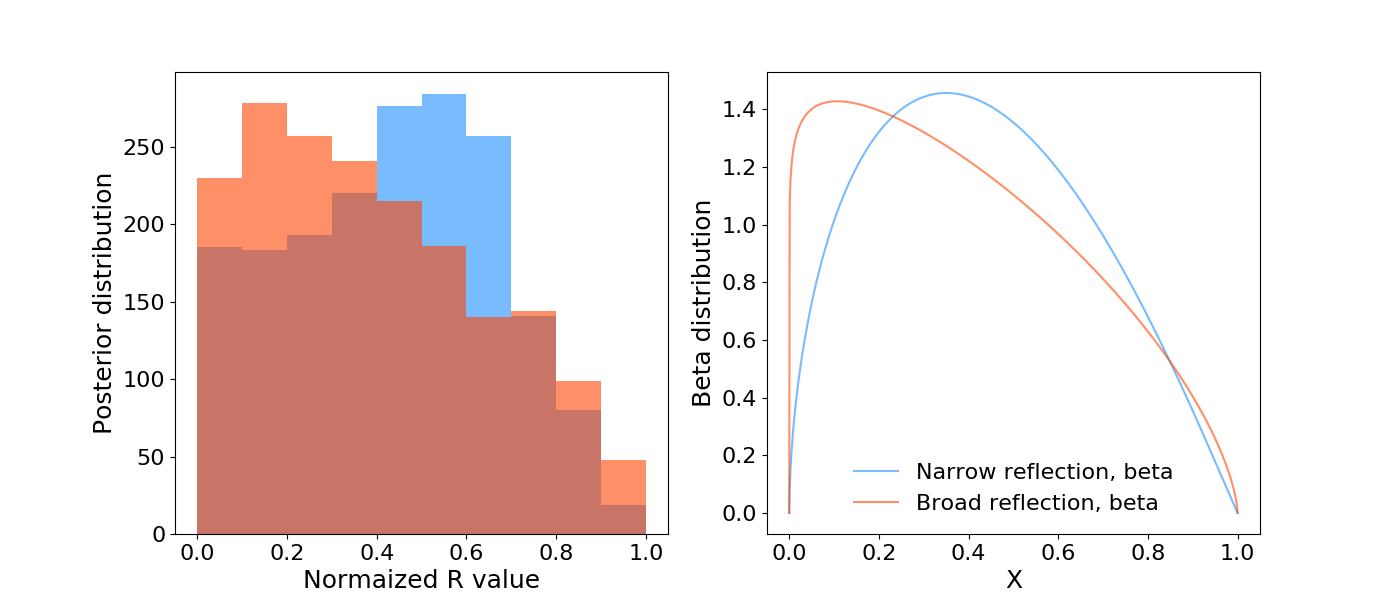 Posterior distribution
250
200
150
100
50
0
0.0 0.2 0.4 0.6 0.8 1.0
Normaized R value
Beta distribution
1.4
1.2
1.0
0.8
0.6
0.4
0.2
0.0
Narrow reflection, beta
Broad reflection, beta
0.0 0.2 0.4 0.6 0.8 1.0
X